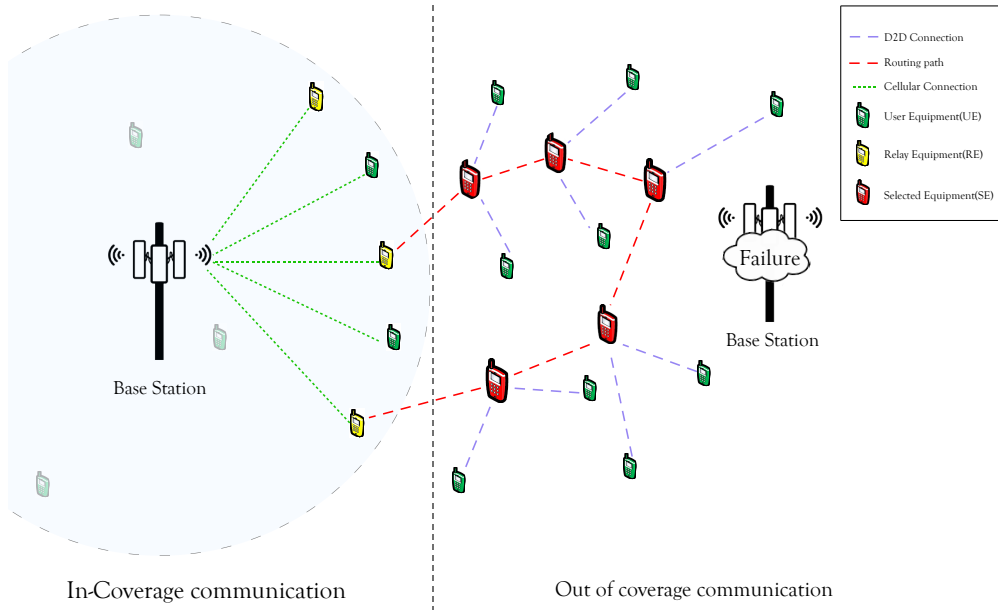 D2D Connection
Routing path
Cellular Connection
User Equipment(UE)
Relay Equipment(RE)
Selected Equipment(SE)
Failure
Base Station
Base Station
In-Coverage communication
Out of coverage communication